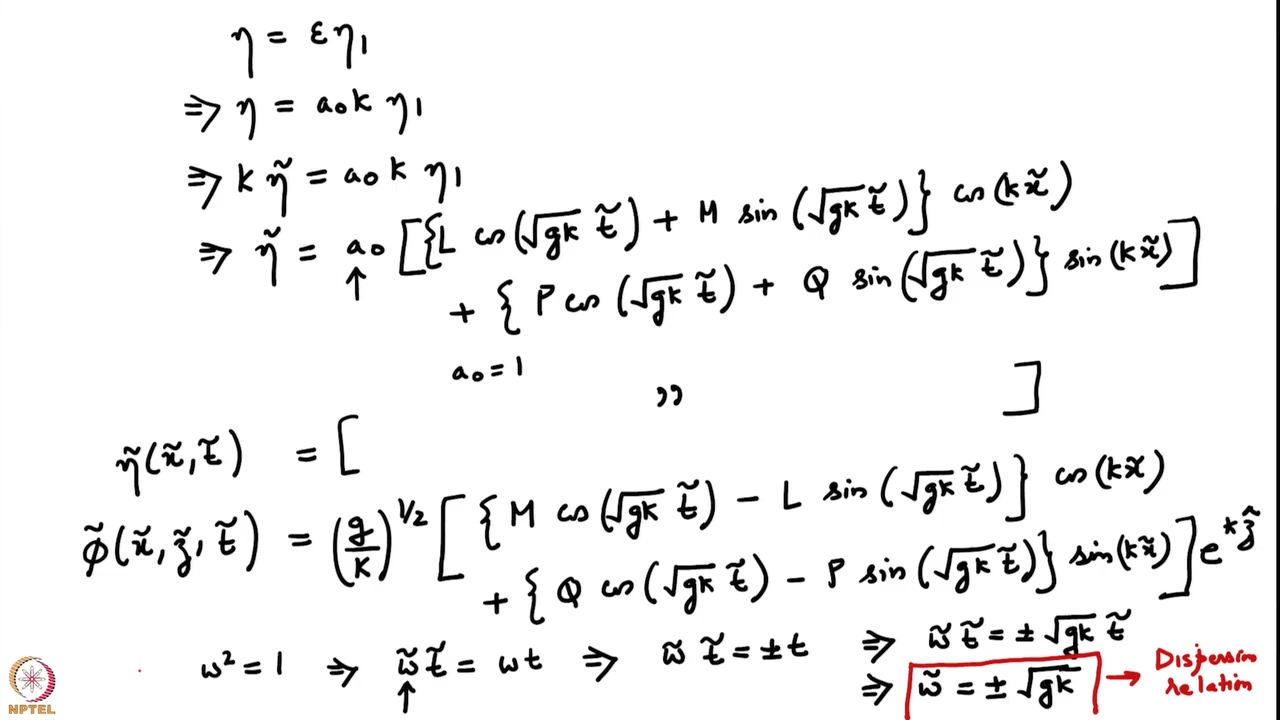 η = εη₁
⇒ η = a₀k η₁
⇒ k η̃ = a₀k η₁
⇒ η̃ = a₀ [{L cos(√gk t̃) + M sin(√gk t̃)} cos(kx̃)
↑ + {P cos(√gk t̃) + Q sin(√gk t̃)} sin(kx̃)]
a₀ = 1
η̃(x̃, t̃) = [ ,, ]
φ̃(x̃, z̃, t̃) = (g/k)^1/2 [{M cos(√gk t̃) − L sin(√gk t̃)} cos(kx̃)
+ {Q cos(√gk t̃) − P sin(√gk t̃)} sin(kx̃)] e^kz̃
ω² = 1 ⇒ ω̃ t̃ = ωt ⇒ ω̃ t̃ = ± t ⇒ ω̃ t̃ = ± √gk t̃
↑ ⇒ ω̃ = ± √gk → Dispersion
relation
NPTEL